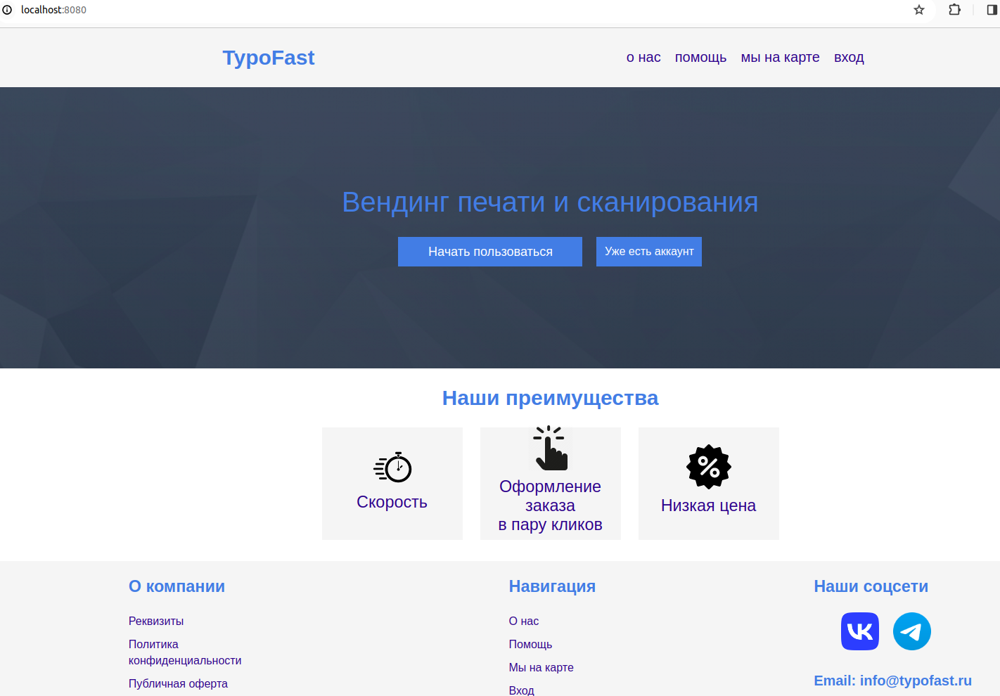 localhost:8080
TypoFast
о нас помощь мы на карте вход
Вендинг печати и сканирования
Начать пользоваться Уже есть аккаунт
Наши преимущества
Скорость
Оформление
заказа
в пару кликов
Низкая цена
О компании
Реквизиты
Политика
конфиденциальности
Публичная оферта
Навигация
О нас
Помощь
Мы на карте
Вход
Наши соцсети
Email: info@typofast.ru